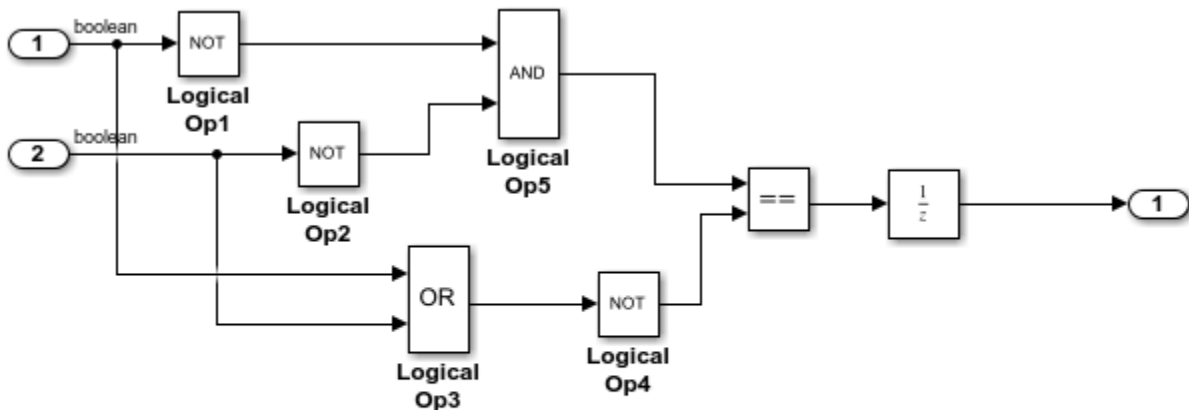 boolean
1
NOT
Logical
Op1
AND
Logical
Op5
boolean
2
NOT
Logical
Op2
==
1
z
1
OR
Logical
Op3
NOT
Logical
Op4